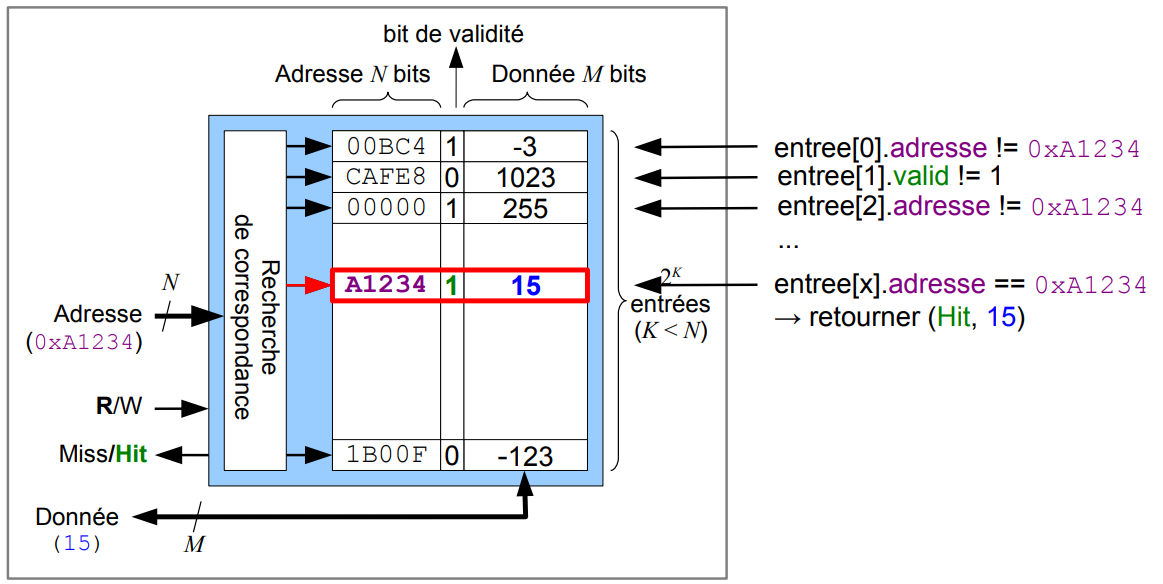 bit de validité
Adresse N bits
Donnée M bits
00BC4 1 -3
entree[0].adresse != 0xA1234
CAFE8 0 1023
entree[1].valid != 1
00000 1 255
entree[2].adresse != 0xA1234
...
A1234 1 15
2^K
entrées
(K < N)
entree[x].adresse == 0xA1234
→ retourner (Hit, 15)
Recherche
de correspondance
N
Adresse
(0xA1234)
R/W
Miss/Hit
1B00F 0 -123
Donnée
(15)
M